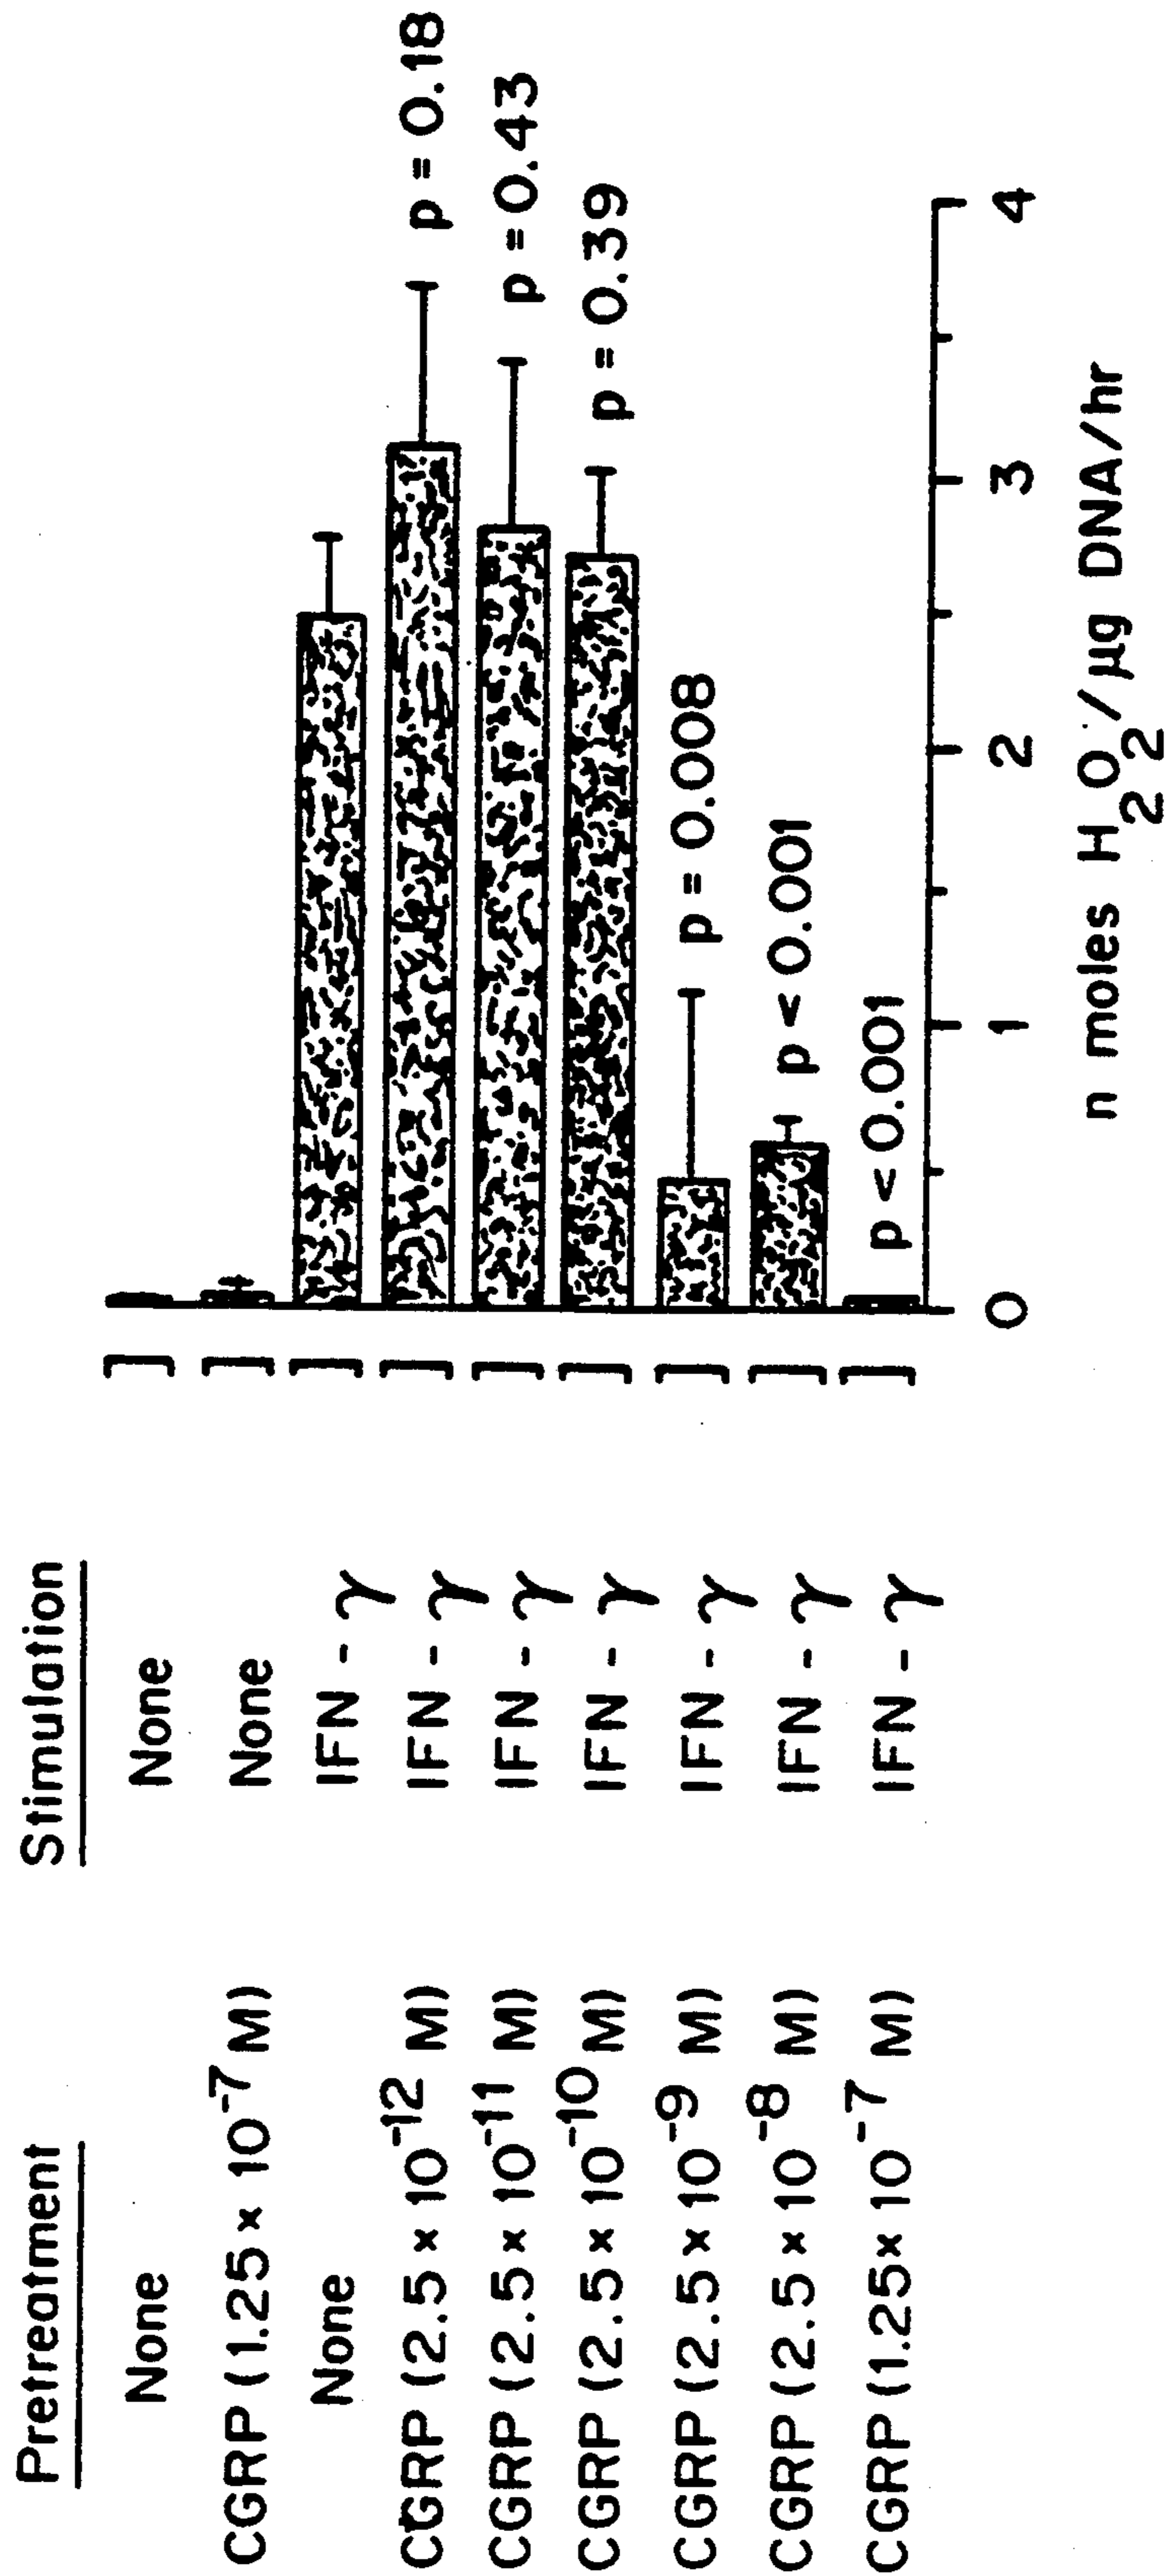 Pretreatment Stimulation
None None
CGRP (1.25 × 10⁻⁷ M) None
None IFN - γ
CGRP (2.5 × 10⁻¹² M) IFN - γ p = 0.18
CGRP (2.5 × 10⁻¹¹ M) IFN - γ p = 0.43
CGRP (2.5 × 10⁻¹⁰ M) IFN - γ p = 0.39
CGRP (2.5 × 10⁻⁹ M) IFN - γ p = 0.008
CGRP (2.5 × 10⁻⁸ M) IFN - γ p < 0.001
CGRP (1.25 × 10⁻⁷ M) IFN - γ p < 0.001
0 1 2 3 4
n moles H₂O₂/μg DNA/hr